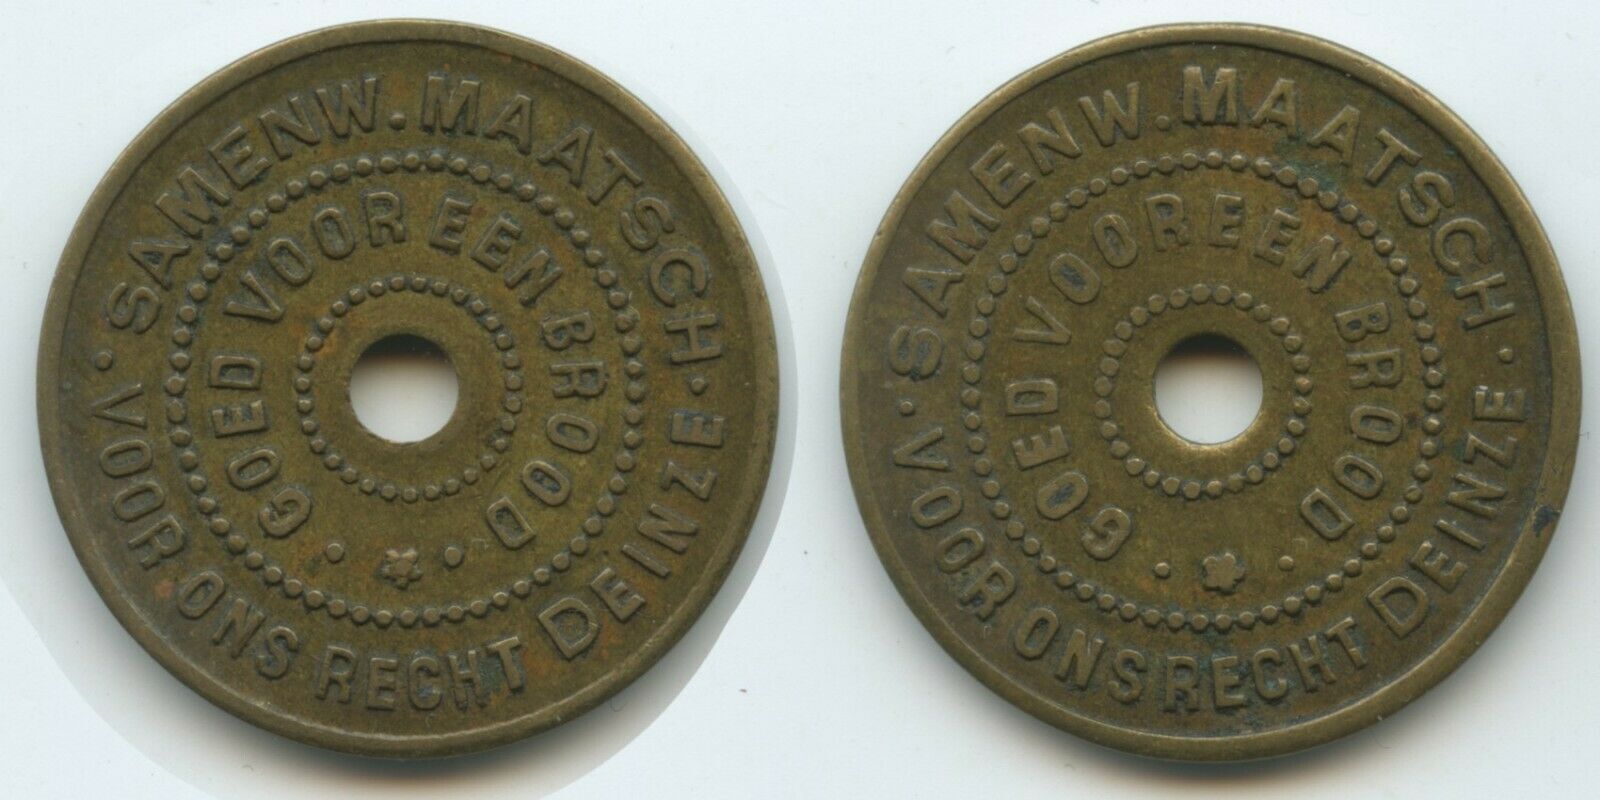 SAMENW. MAATSCH.
VOOR ONS RECHT DEINZE
GOED VOOR EEN BROOD
SAMENW. MAATSCH.
VOOR ONS RECHT DEINZE
GOED VOOR EEN BROOD